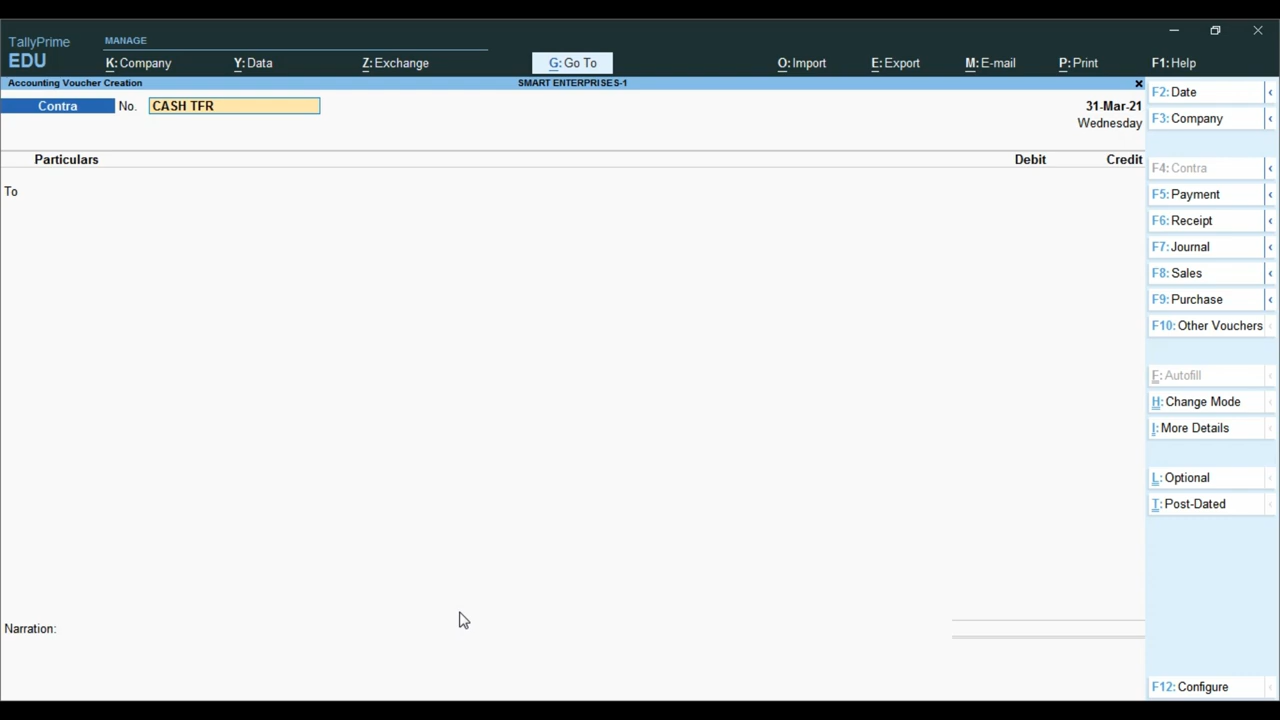 TallyPrime
EDU
MANAGE
K: Company
Y: Data
Z: Exchange
G: Go To
O: Import
E: Export
M: E-mail
P: Print
F1: Help
Accounting Voucher Creation
SMART ENTERPRISES-1
Contra No. CASH TFR
31-Mar-21
Wednesday
Particulars Debit Credit
To
Narration:
F2: Date
F3: Company
F4: Contra
F5: Payment
F6: Receipt
F7: Journal
F8: Sales
F9: Purchase
F10: Other Vouchers
F: Autofill
H: Change Mode
I: More Details
L: Optional
T: Post-Dated
F12: Configure